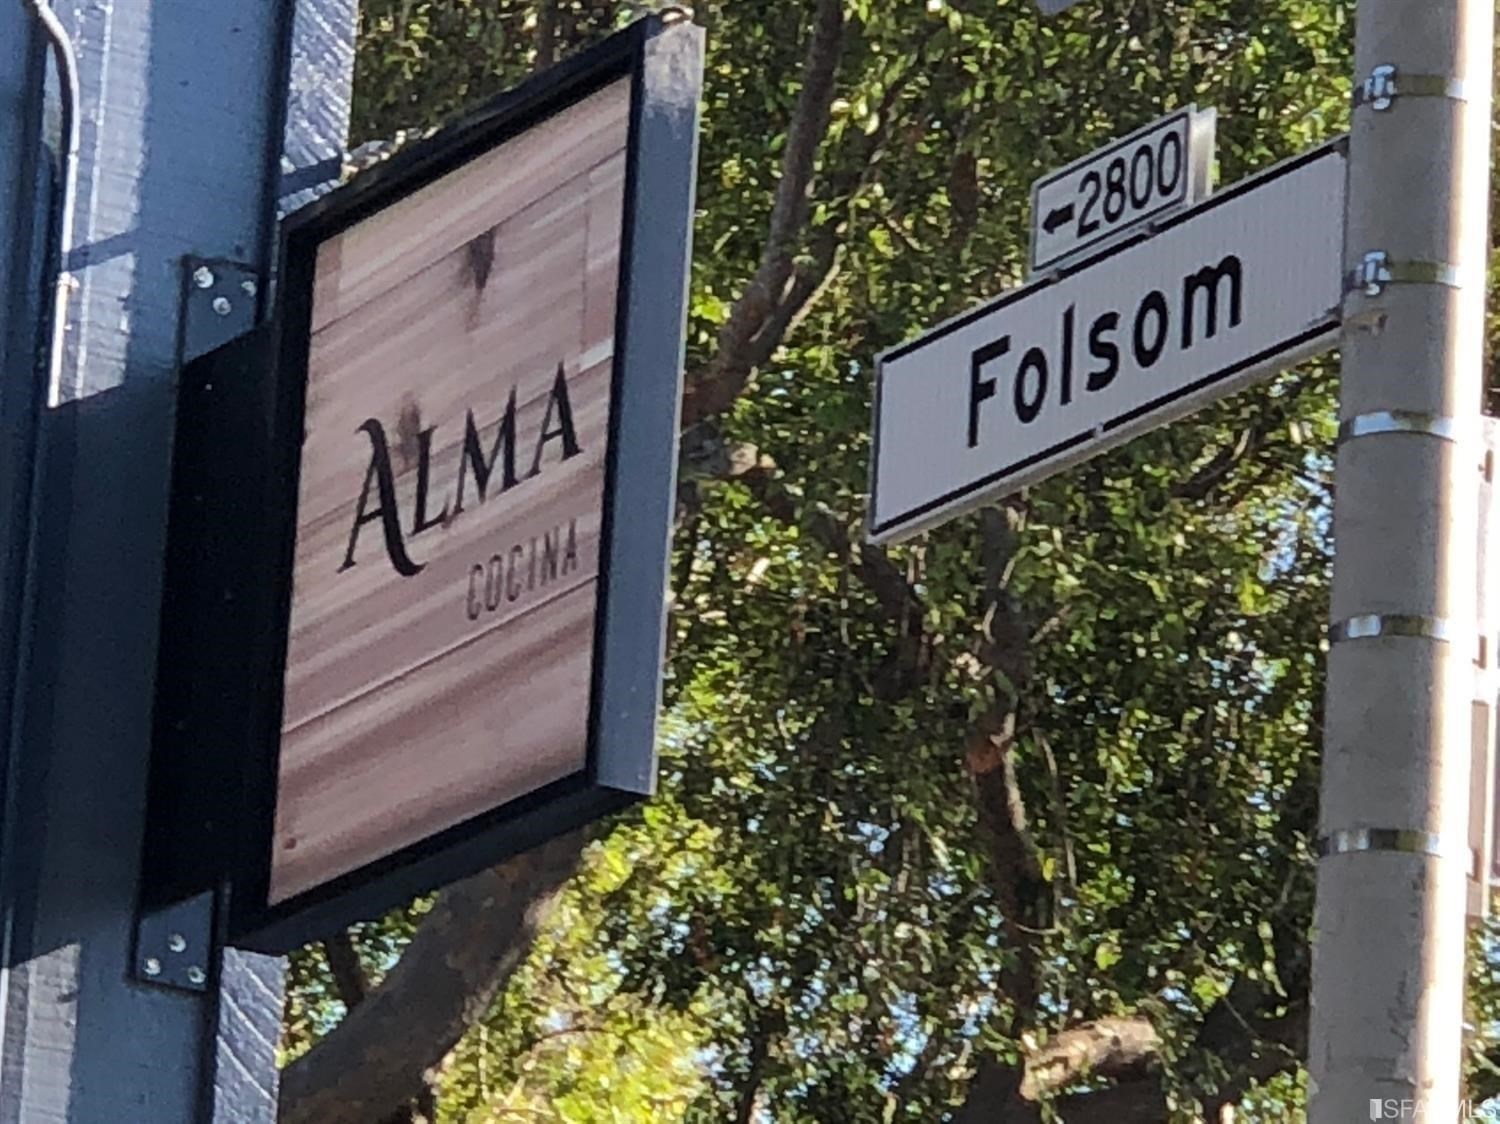 ALMA
COCINA
←2800
Folsom
SFARMLS